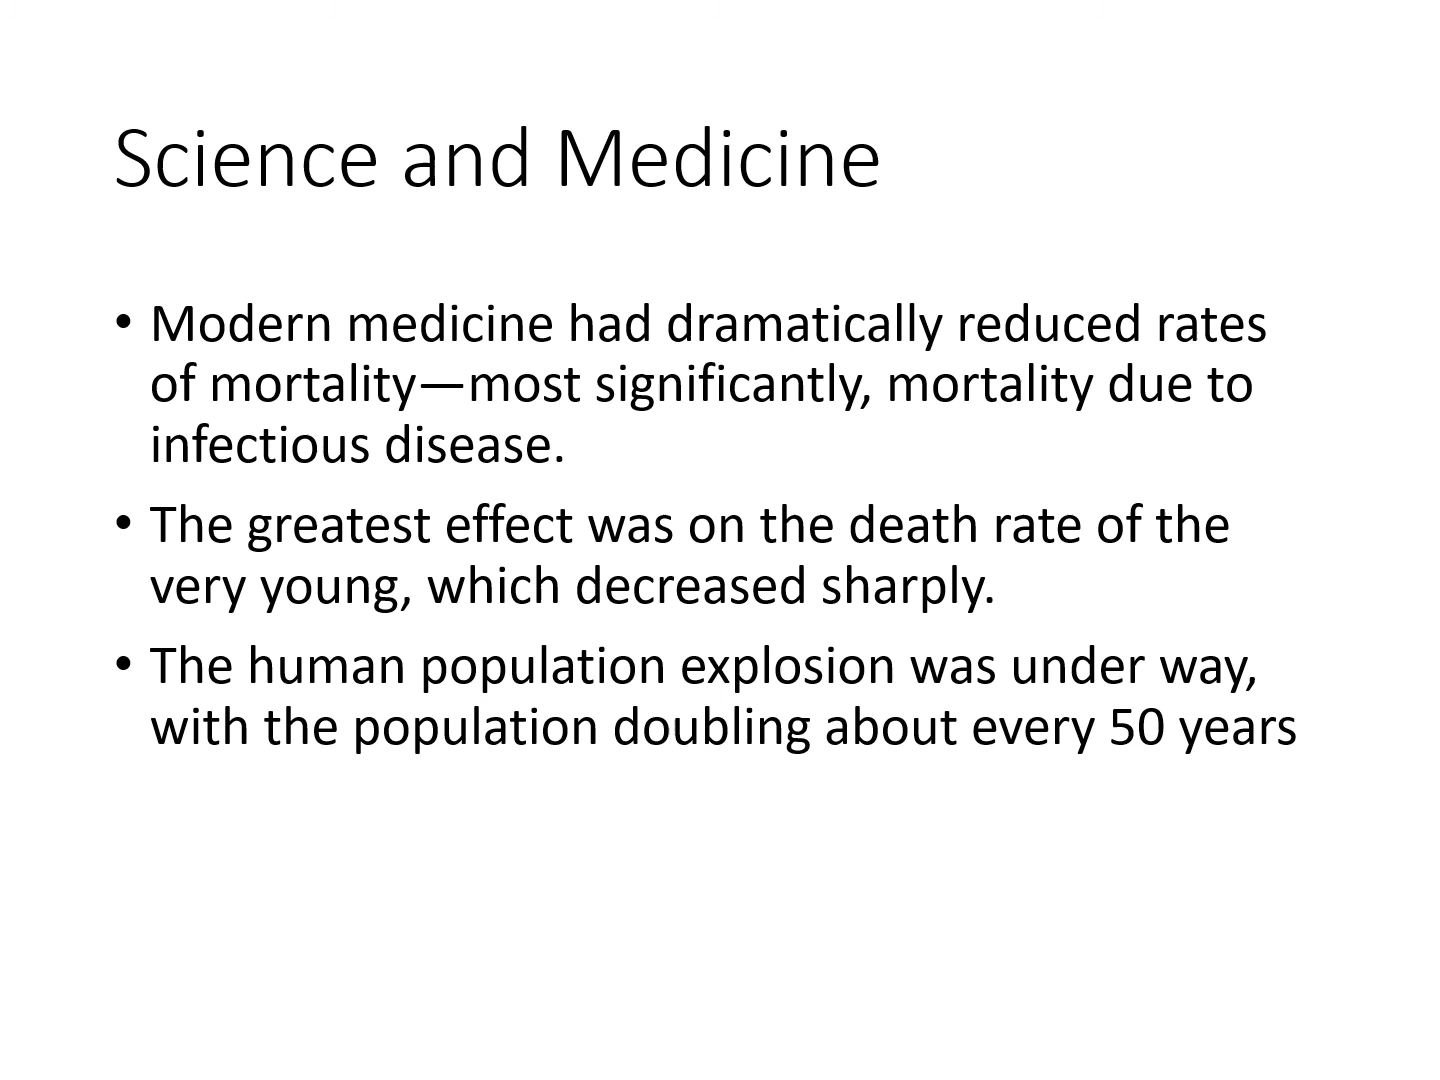 Science and Medicine
• Modern medicine had dramatically reduced rates
of mortality—most significantly, mortality due to
infectious disease.
• The greatest effect was on the death rate of the
very young, which decreased sharply.
• The human population explosion was under way,
with the population doubling about every 50 years